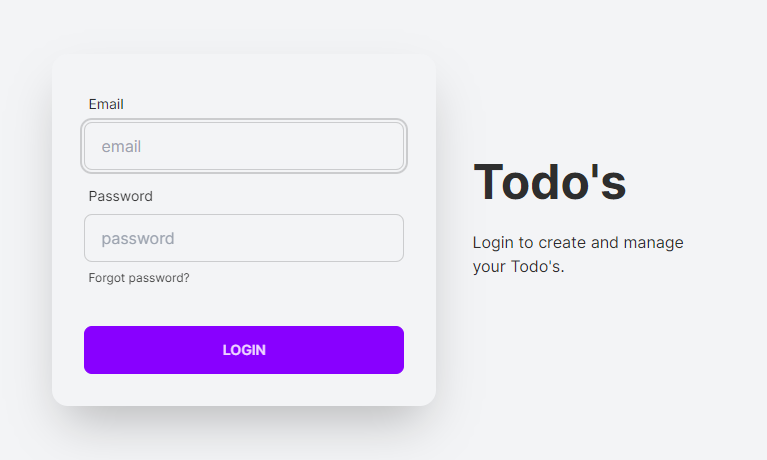 Email
email
Password
password
Forgot password?
LOGIN
Todo's
Login to create and manage
your Todo's.